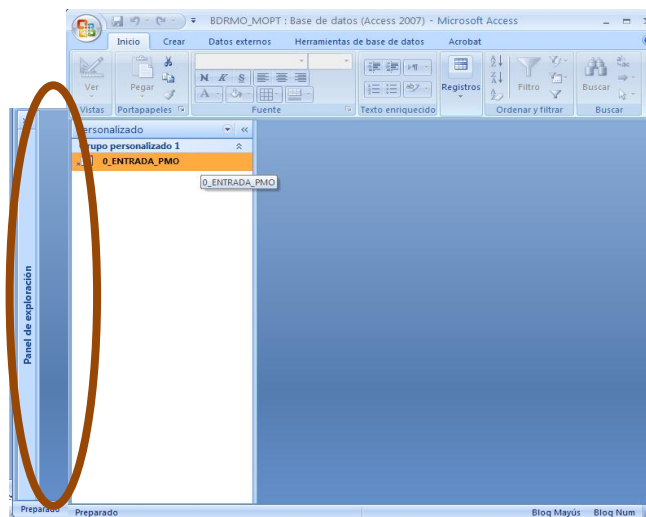 BDRMO_MOPT : Base de datos (Access 2007) - Microsoft Access
Inicio Crear Datos externos Herramientas de base de datos Acrobat
Ver Pegar N K S A Registros Filtro Buscar
Vistas Portapapeles Fuente Texto enriquecido Ordenar y filtrar Buscar
Personalizado
Grupo personalizado 1
0_ENTRADA_PMO
0_ENTRADA_PMO
Panel de exploración
Preparado
Preparado Bloq Mayús Bloq Num